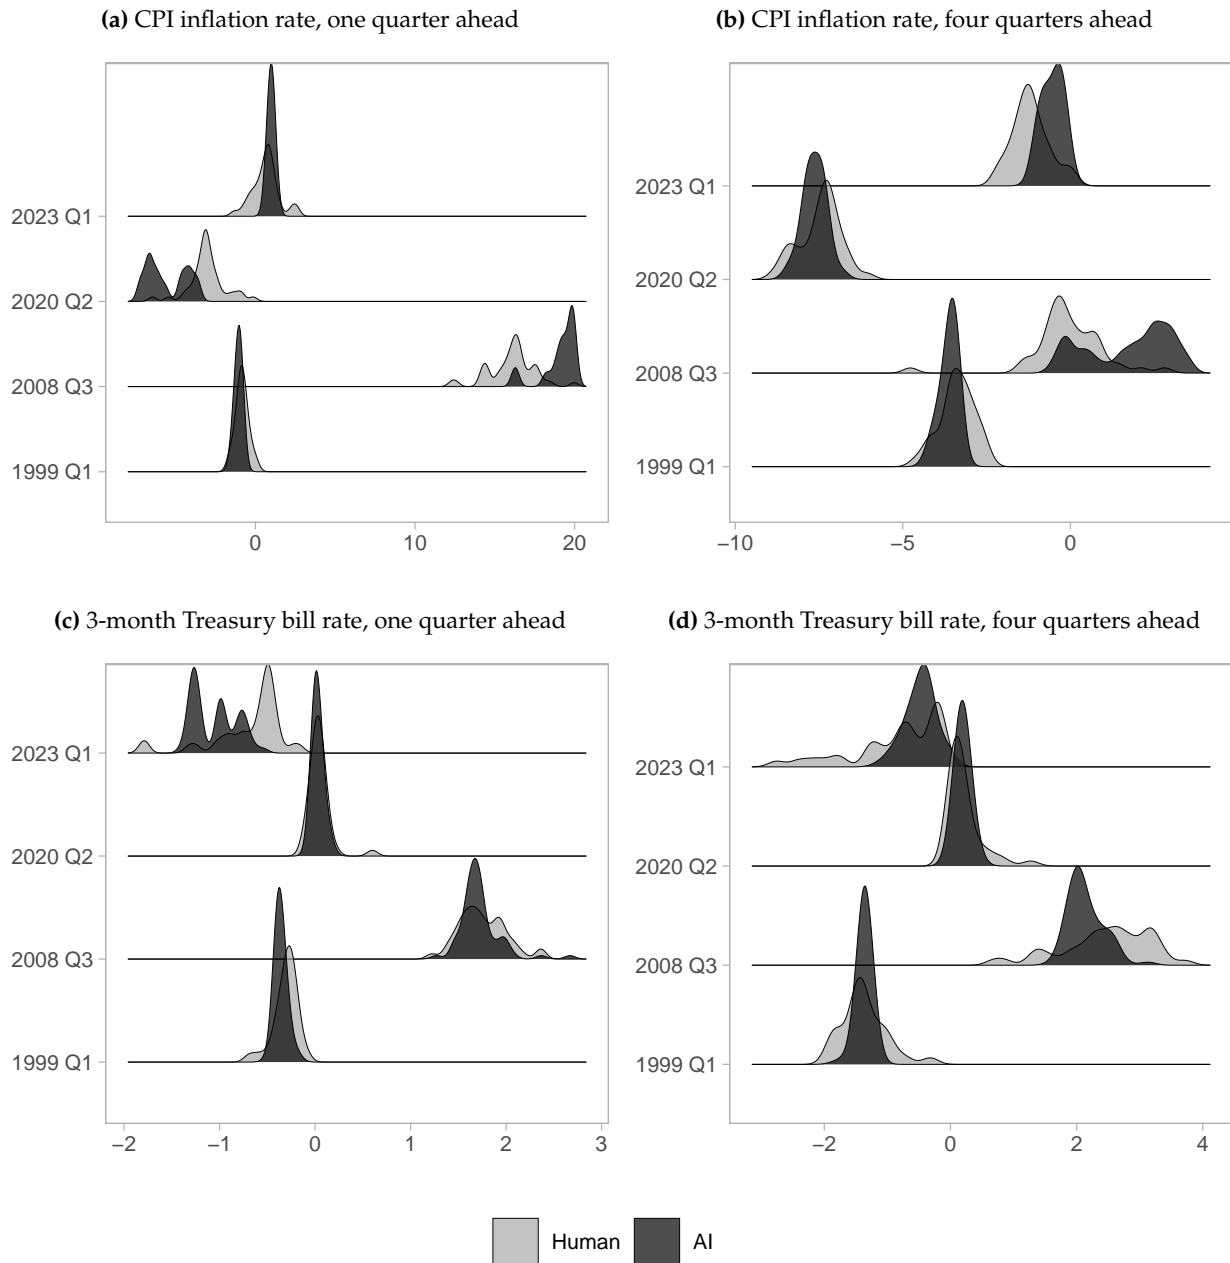 (a) CPI inflation rate, one quarter ahead
2023 Q1
2020 Q2
2008 Q3
1999 Q1
0 10 20
(b) CPI inflation rate, four quarters ahead
2023 Q1
2020 Q2
2008 Q3
1999 Q1
−10 −5 0
(c) 3-month Treasury bill rate, one quarter ahead
2023 Q1
2020 Q2
2008 Q3
1999 Q1
−2 −1 0 1 2 3
(d) 3-month Treasury bill rate, four quarters ahead
2023 Q1
2020 Q2
2008 Q3
1999 Q1
−2 0 2 4
Human AI